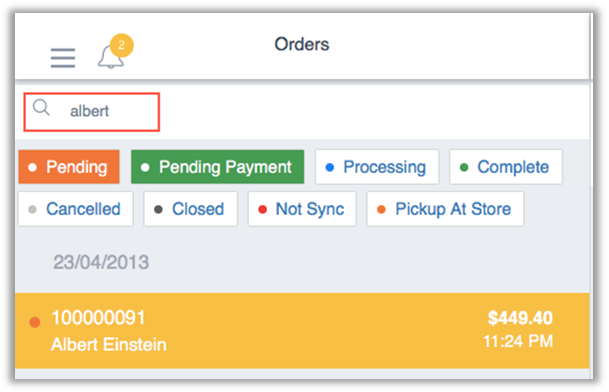 2
Orders
albert
Pending Pending Payment Processing Complete
Cancelled Closed Not Sync Pickup At Store
23/04/2013
100000091 $449.40
Albert Einstein 11:24 PM